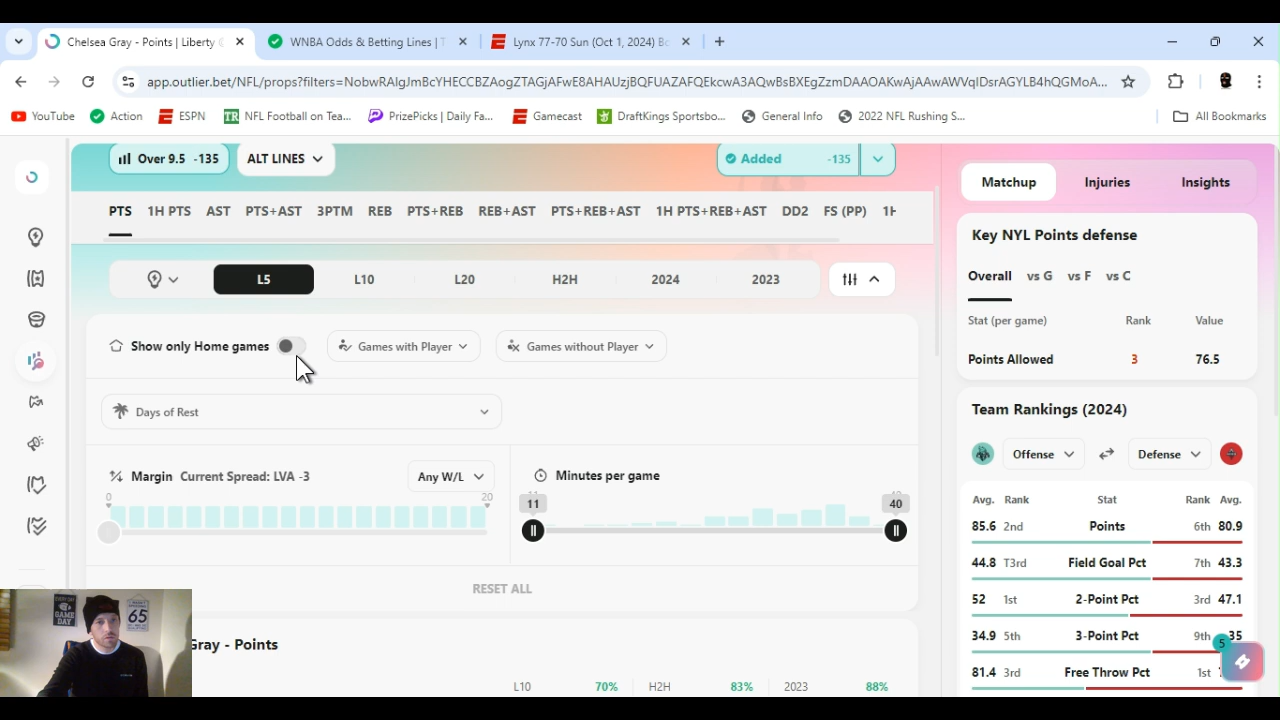 Chelsea Gray - Points | Liberty
WNBA Odds & Betting Lines |
Lynx 77-70 Sun (Oct 1, 2024)
app.outlier.bet/NFL/props?filters=
YouTube Action ESPN NFL Football on Tea... PrizePicks | Daily Fa... Gamecast DraftKings Sportsbo... General Info 2022 NFL Rushing S... All Bookmarks
Over 9.5 -135 ALT LINES Added -135
Matchup Injuries Insights
PTS 1H PTS AST PTS+AST 3PTM REB PTS+REB REB+AST PTS+REB+AST 1H PTS+REB+AST DD2 FS (PP) 1H
L5 L10 L20 H2H 2024 2023
Key NYL Points defense
Overall vs G vs F vs C
Stat (per game) Rank Value
Points Allowed 3 76.5
Show only Home games Games with Player Games without Player
Days of Rest
Margin Current Spread: LVA -3 Any W/L
0 20
Minutes per game
11 40
RESET ALL
Team Rankings (2024)
Offense Defense
Avg. Rank Stat Rank Avg.
85.6 2nd Points 6th 80.9
44.8 T3rd Field Goal Pct 7th 43.3
52 1st 2-Point Pct 3rd 47.1
34.9 5th 3-Point Pct 9th 35
5
81.4 3rd Free Throw Pct 1st
Gray - Points
L10 70% H2H 83% 2023 88%
GAME
DAY
65